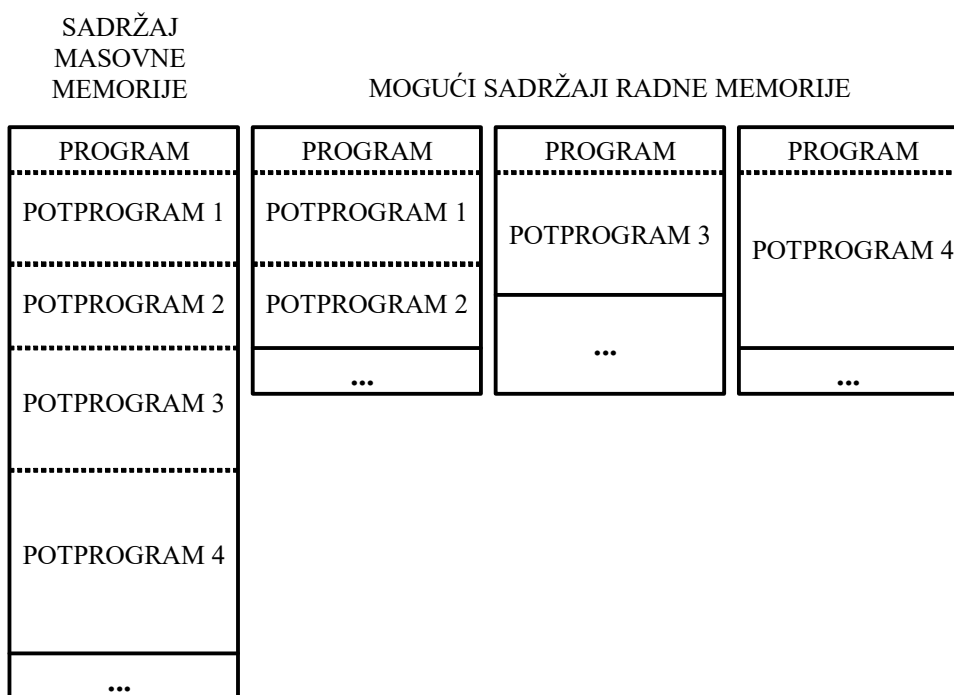 SADRŽAJ
MASOVNE
MEMORIJE
MOGUĆI SADRŽAJI RADNE MEMORIJE
PROGRAM
POTPROGRAM 1
POTPROGRAM 2
POTPROGRAM 3
POTPROGRAM 4
...
PROGRAM
POTPROGRAM 1
POTPROGRAM 2
...
PROGRAM
POTPROGRAM 3
...
PROGRAM
POTPROGRAM 4
...